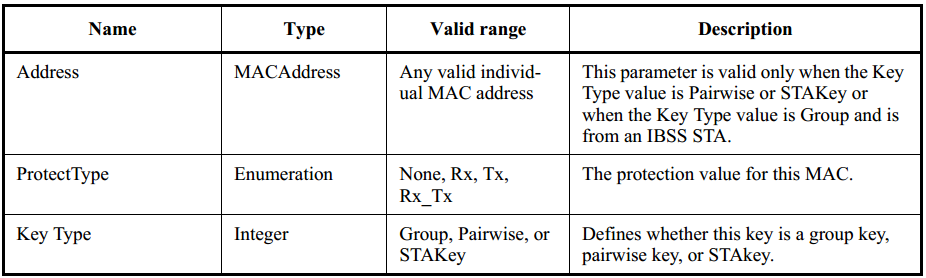 Name Type Valid range Description
Address MACAddress Any valid individ- This parameter is valid only when the Key
ual MAC address Type value is Pairwise or STAKey or
when the Key Type value is Group and is
from an IBSS STA.
ProtectType Enumeration None, Rx, Tx, The protection value for this MAC.
Rx_Tx
Key Type Integer Group, Pairwise, or Defines whether this key is a group key,
STAKey pairwise key, or STAkey.